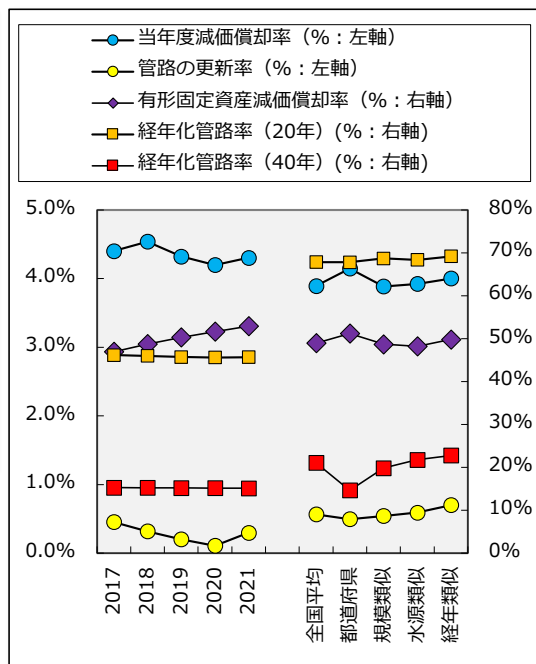 当年度減価償却率（%：左軸）
管路の更新率（%：左軸）
有形固定資産減価償却率（%：右軸）
経年化管路率（20年）(%：右軸)
経年化管路率（40年）(%：右軸)
5.0%
4.0%
3.0%
2.0%
1.0%
0.0%
80%
70%
60%
50%
40%
30%
20%
10%
0%
2017
2018
2019
2020
2021
全国平均
都道府県
規模類似
水源類似
経年類似